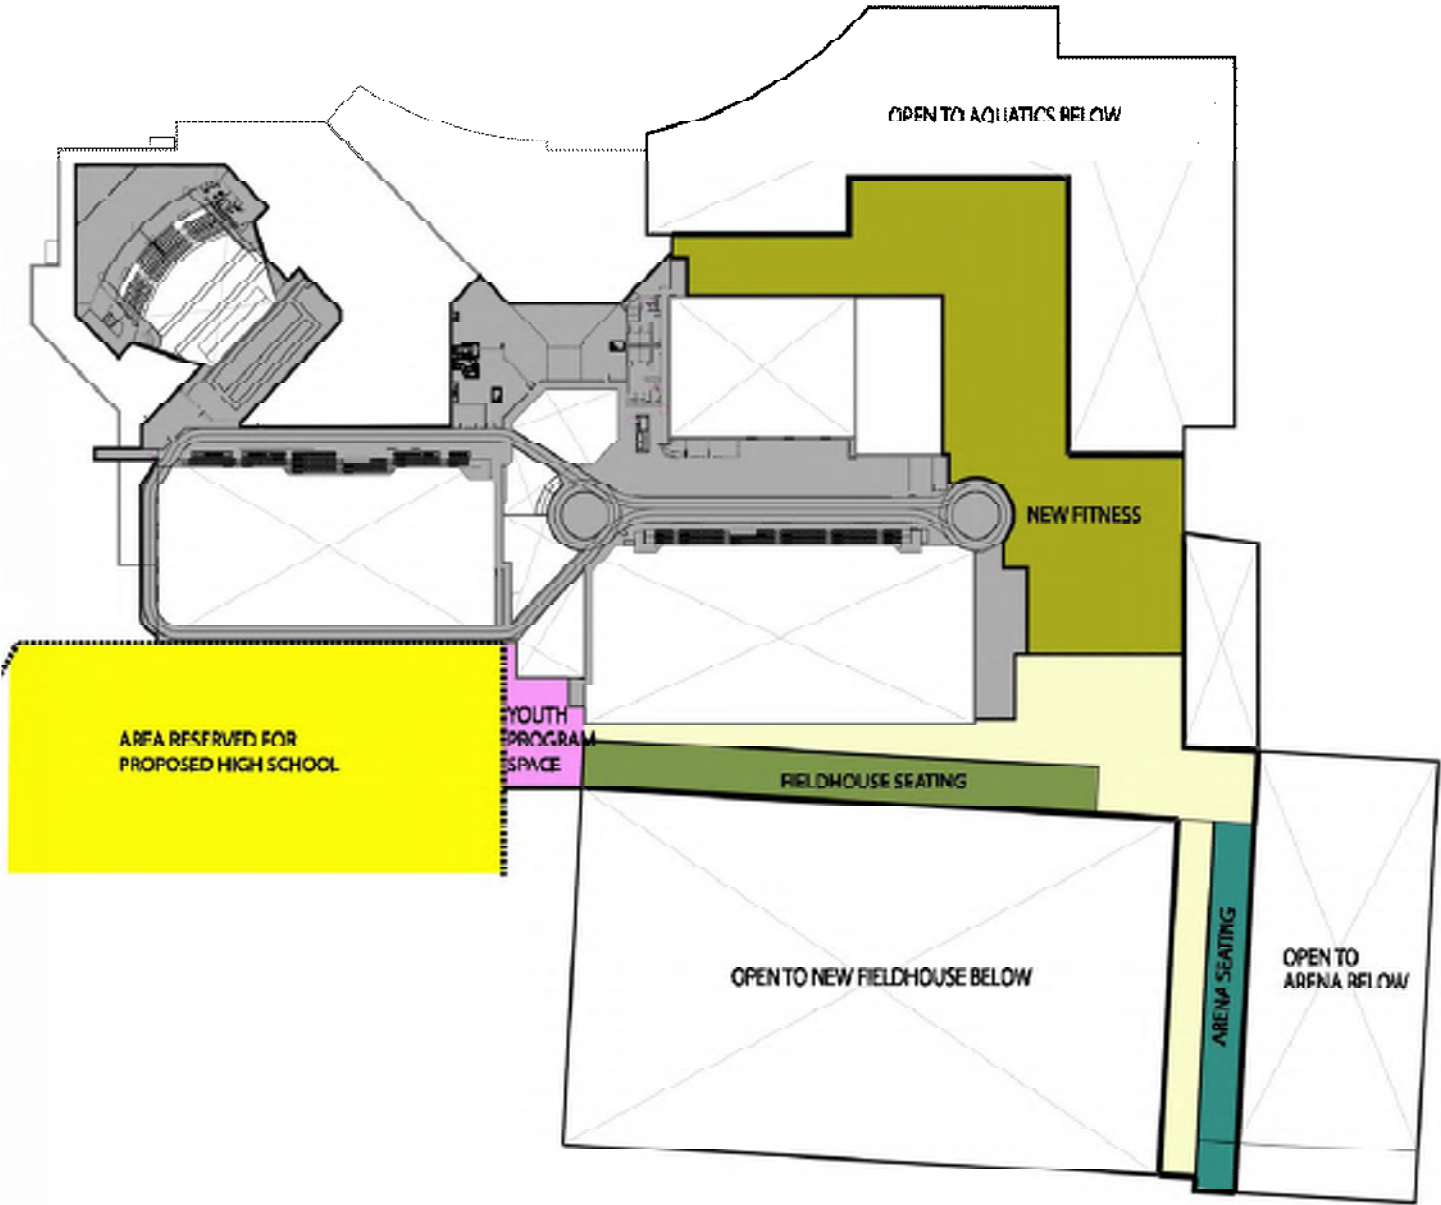 OPEN TO AQUATICS BELOW
NEW FITNESS
YOUTH
PROGRAM
SPACE
AREA RESERVED FOR
PROPOSED HIGH SCHOOL
FIELDHOUSE SEATING
OPEN TO NEW FIELDHOUSE BELOW
ARENA SEATING
OPEN TO
ARENA BELOW